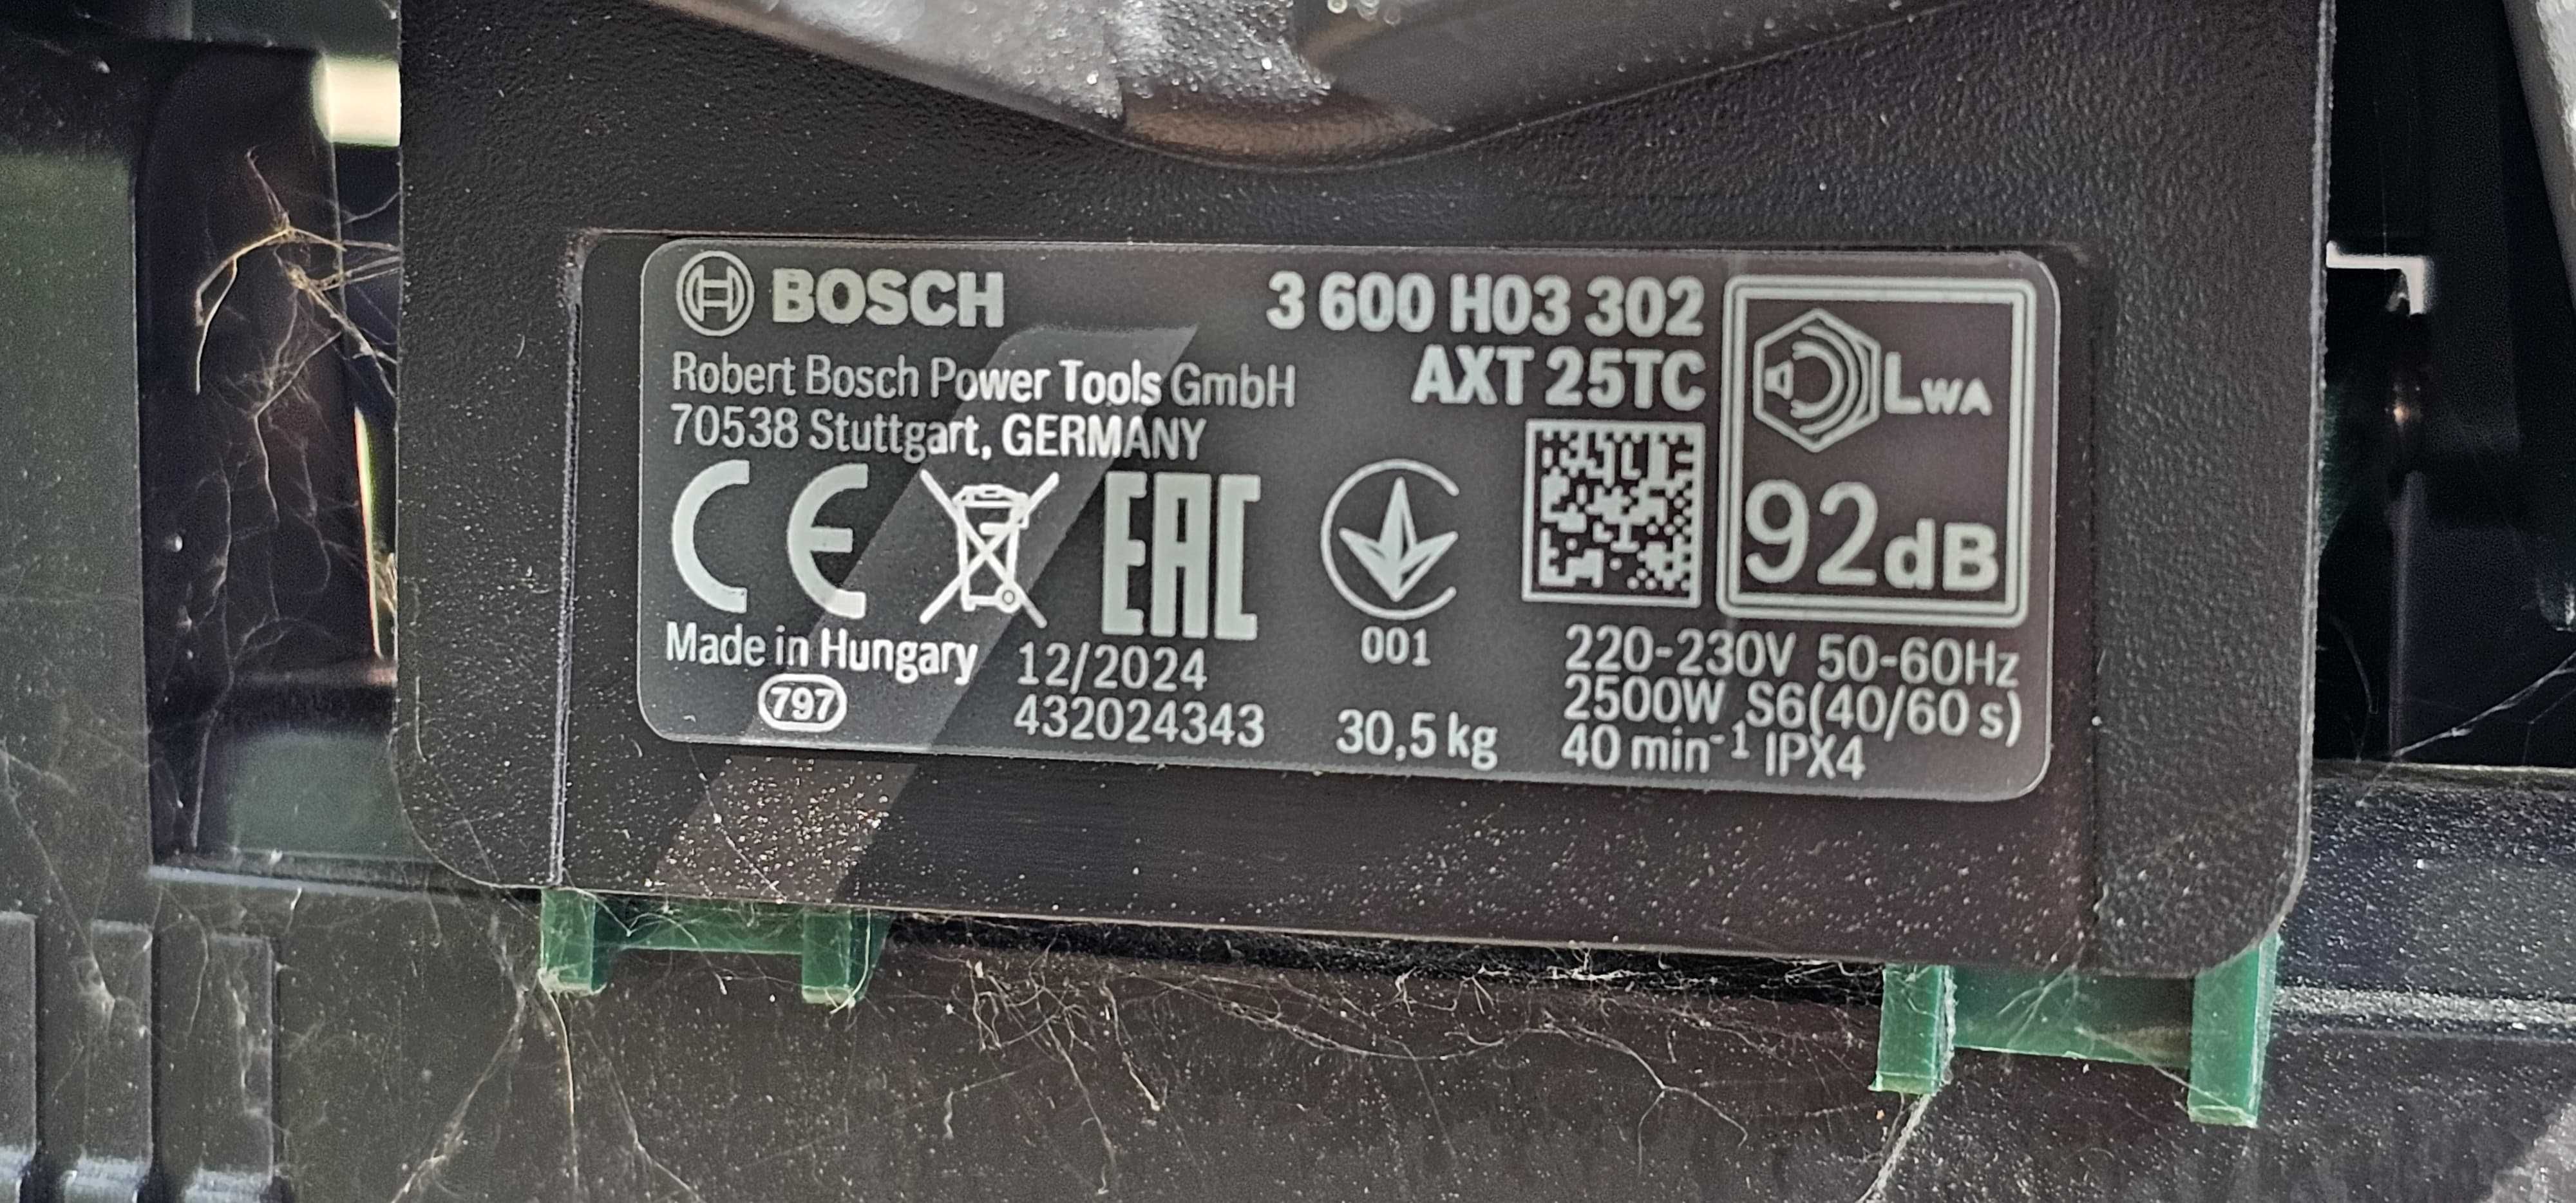 BOSCH
3 600 H03 302
AXT 25TC
Robert Bosch Power Tools GmbH
70538 Stuttgart, GERMANY
CE
EAC
001
LWA
92dB
Made in Hungary
797
12/2024
432024343
30,5 kg
220-230V 50-60Hz
2500W S6(40/60 s)
40 min⁻¹ IPX4